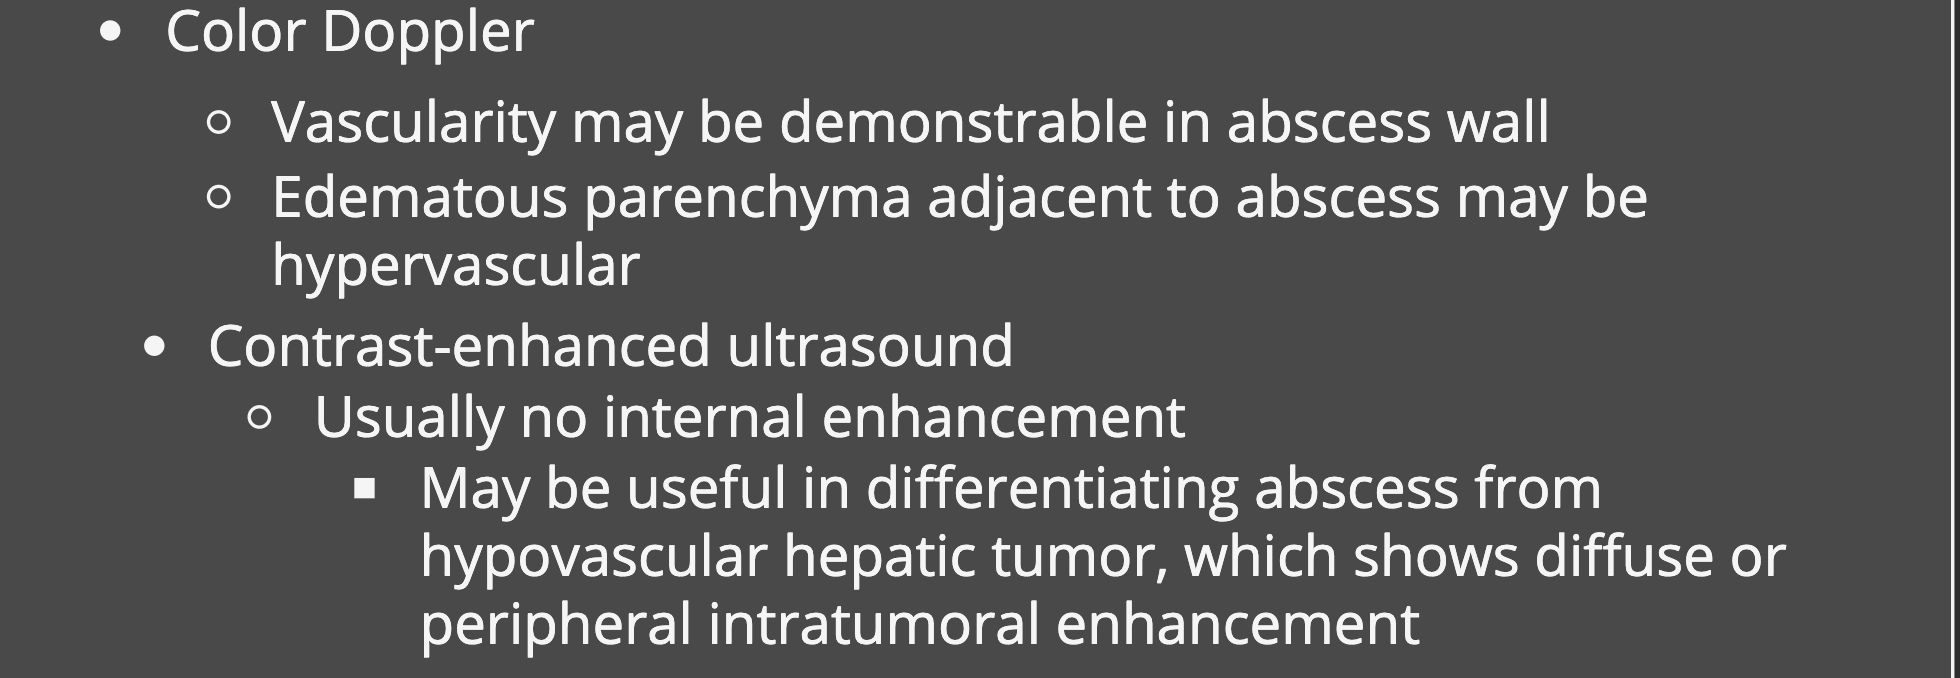 • Color Doppler
○ Vascularity may be demonstrable in abscess wall
○ Edematous parenchyma adjacent to abscess may be
hypervascular
• Contrast-enhanced ultrasound
○ Usually no internal enhancement
▪ May be useful in differentiating abscess from
hypovascular hepatic tumor, which shows diffuse or
peripheral intratumoral enhancement